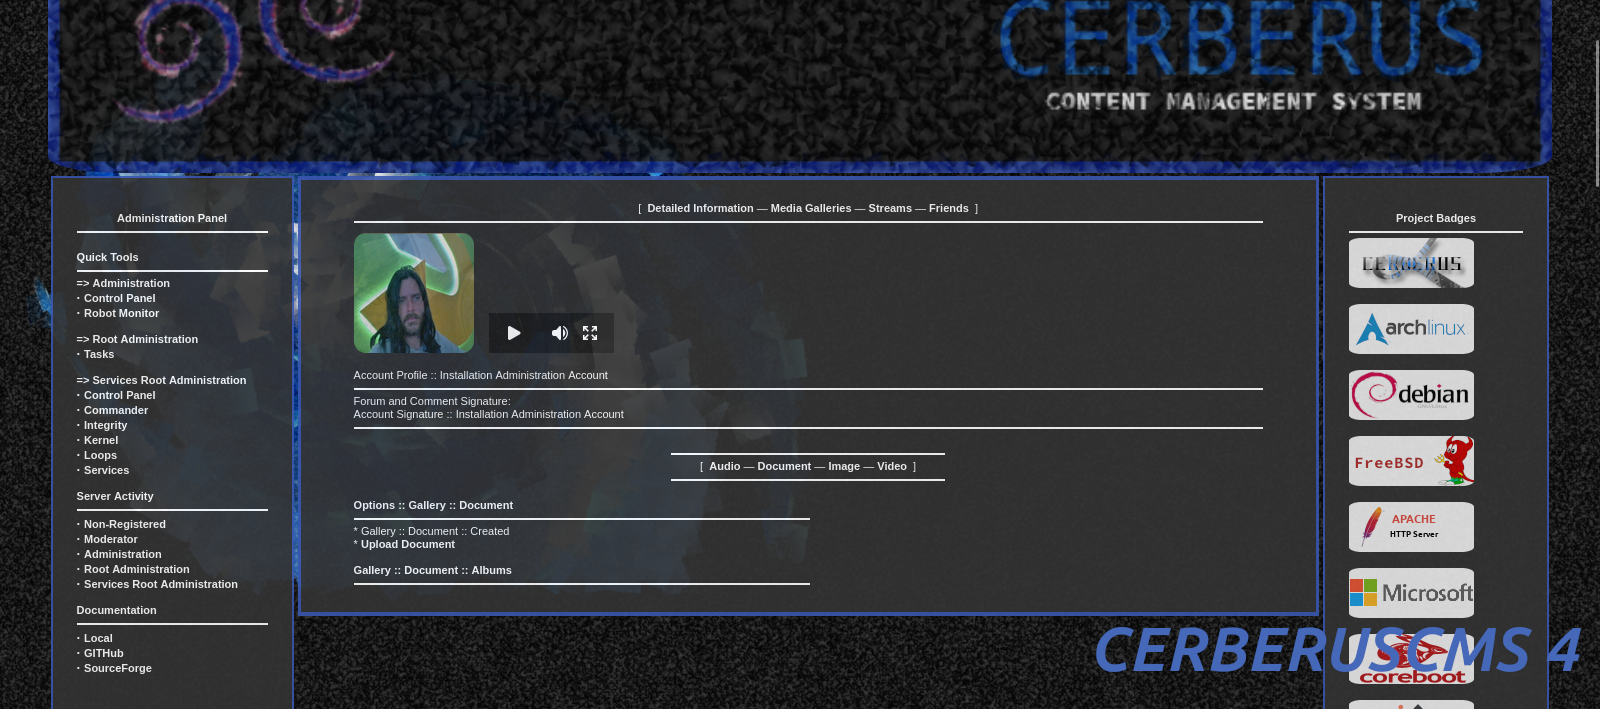 CERBERUS
CONTENT MANAGEMENT SYSTEM
Administration Panel
Quick Tools
=> Administration
· Control Panel
· Robot Monitor
=> Root Administration
· Tasks
=> Services Root Administration
· Control Panel
· Commander
· Integrity
· Kernel
· Loops
· Services
Server Activity
· Non-Registered
· Moderator
· Administration
· Root Administration
· Services Root Administration
Documentation
· Local
· GITHub
· SourceForge
[ Detailed Information — Media Galleries — Streams — Friends ]
Account Profile :: Installation Administration Account
Forum and Comment Signature:
Account Signature :: Installation Administration Account
[ Audio — Document — Image — Video ]
Options :: Gallery :: Document
* Gallery :: Document :: Created
* Upload Document
Gallery :: Document :: Albums
Project Badges
CERBERUS
archlinux
debian
FreeBSD
APACHE
HTTP Server
Microsoft
coreboot
CERBERUSCMS 4